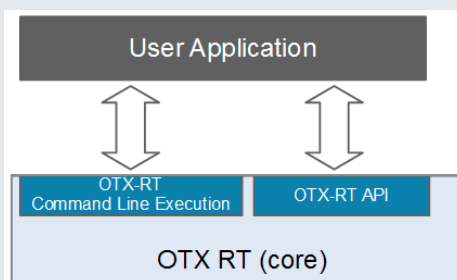 User Application
OTX-RT
Command Line Execution
OTX-RT API
OTX RT (core)